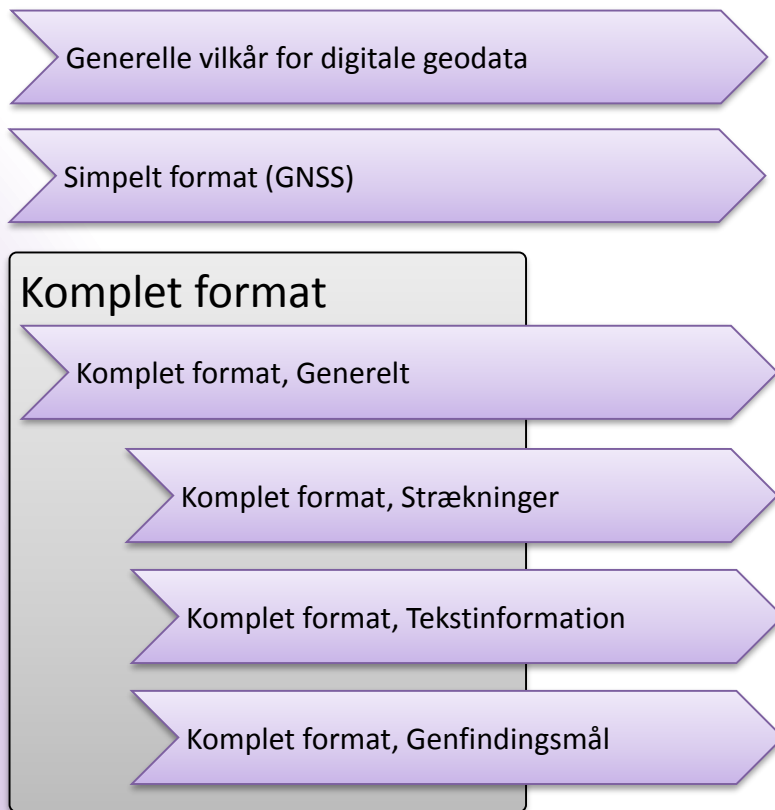 Generelle vilkår for digitale geodata
Simpelt format (GNSS)
Komplet format
Komplet format, Generelt
Komplet format, Strækninger
Komplet format, Tekstinformation
Komplet format, Genfindingsmål